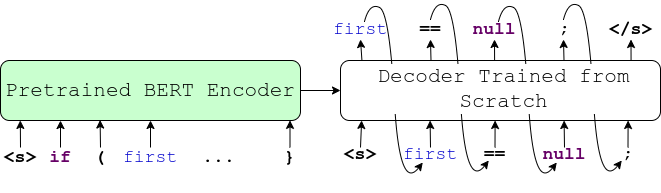 first == null ; </s>
Pretrained BERT Encoder
Decoder Trained from
Scratch
<s> if ( first ... }
<s> first == null ;